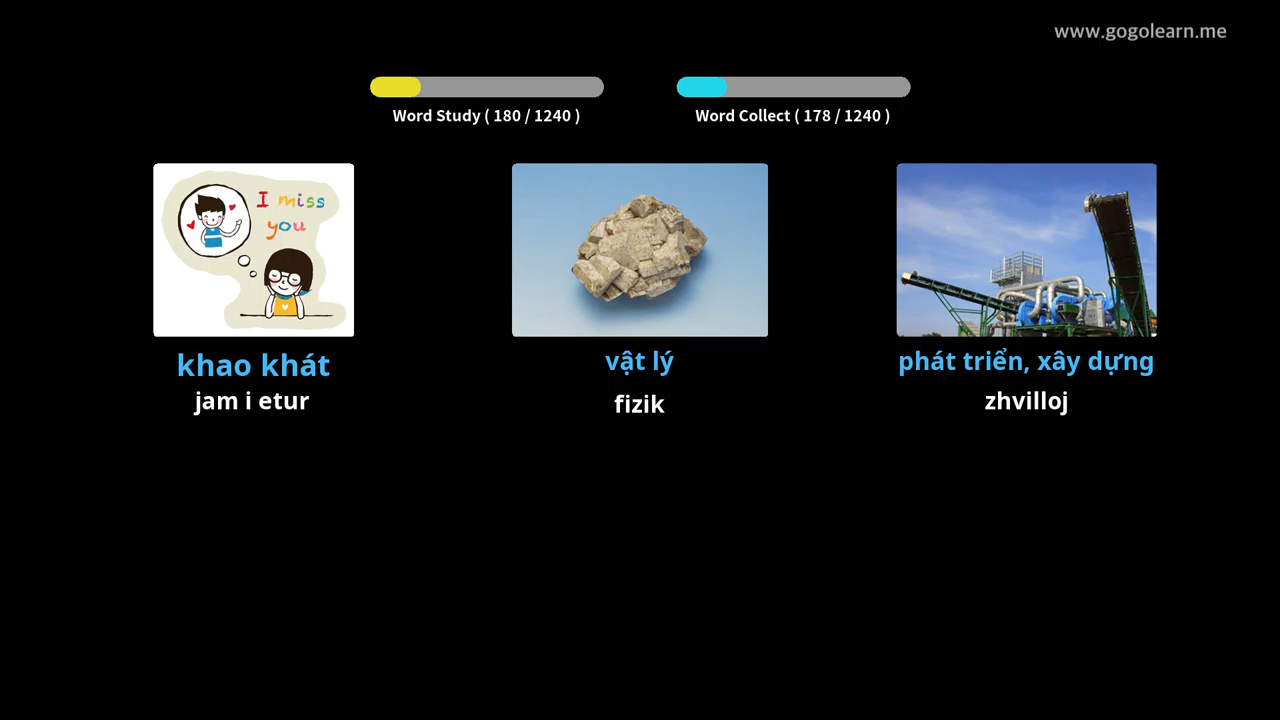 www.gogolearn.me
Word Study ( 180 / 1240 )
Word Collect ( 178 / 1240 )
I miss
you
khao khát
jam i etur
vật lý
fizik
phát triển, xây dựng
zhvilloj